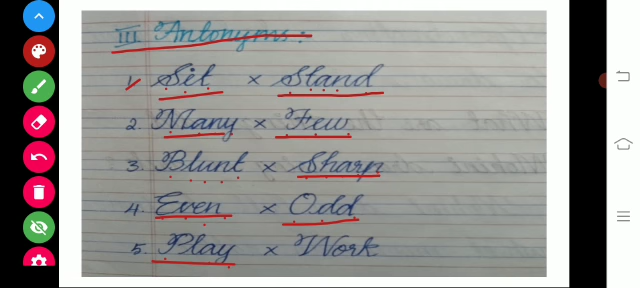 III Antonyms:
1. Sit × Stand
2. Many × Few
3. Blunt × Sharp
4. Even × Odd
5. Play × Work